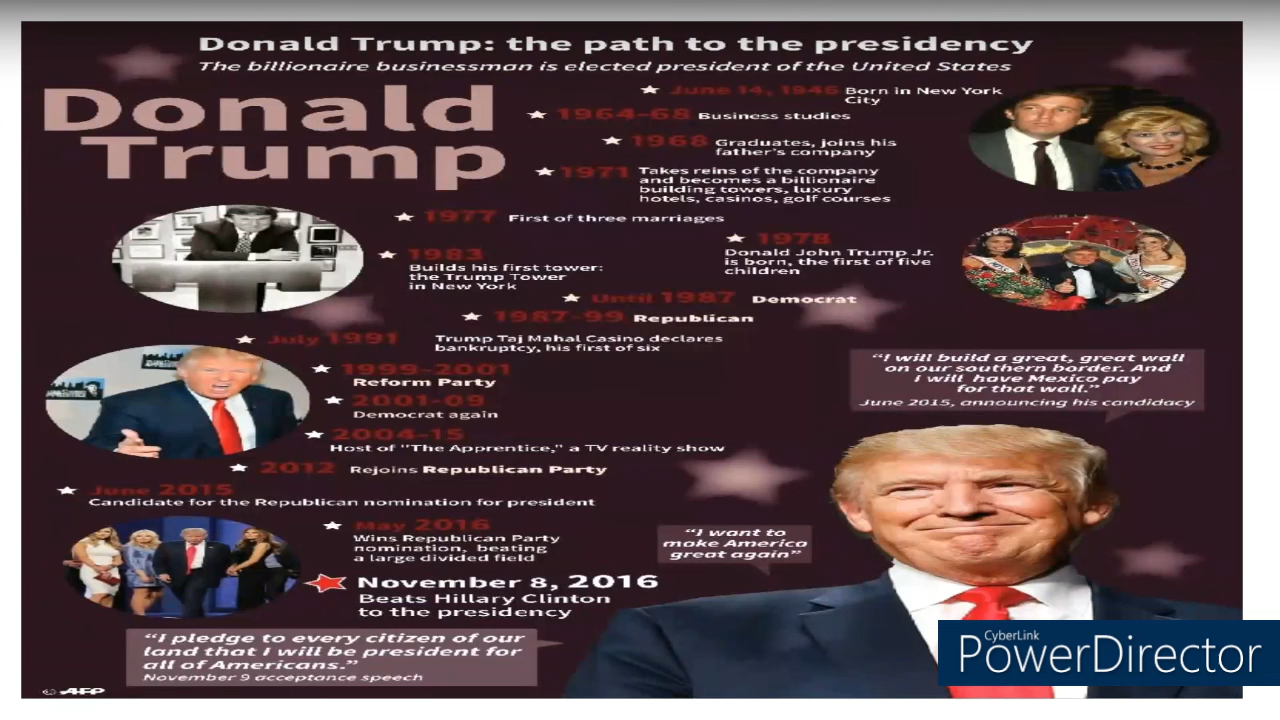 Donald Trump: the path to the presidency
The billionaire businessman is elected president of the United States
Donald
Trump
June 14, 1946 Born in New York
City
1964-68 Business studies
1968 Graduates, joins his
father's company
1971 Takes reins of the company
and becomes a billionaire
building towers, luxury
hotels, casinos, golf courses
1977 First of three marriages
1978
Donald John Trump Jr.
is born, the first of five
children
1983
Builds his first tower:
the Trump Tower
in New York
Until 1987 Democrat
1987-99 Republican
July 1991 Trump Taj Mahal Casino declares
bankruptcy, his first of six
1999-2001
Reform Party
2001-09
Democrat again
2004-15
Host of "The Apprentice," a TV reality show
2012 Rejoins Republican Party
June 2015
Candidate for the Republican nomination for president
May 2016
Wins Republican Party
nomination, beating
a large divided field
November 8, 2016
Beats Hillary Clinton
to the presidency
"I will build a great, great wall
on our southern border. And
I will have Mexico pay
for that wall."
June 2015, announcing his candidacy
"I want to
make America
great again"
"I pledge to every citizen of our
land that I will be president for
all of Americans."
November 9 acceptance speech
© AFP
CyberLink
PowerDirector